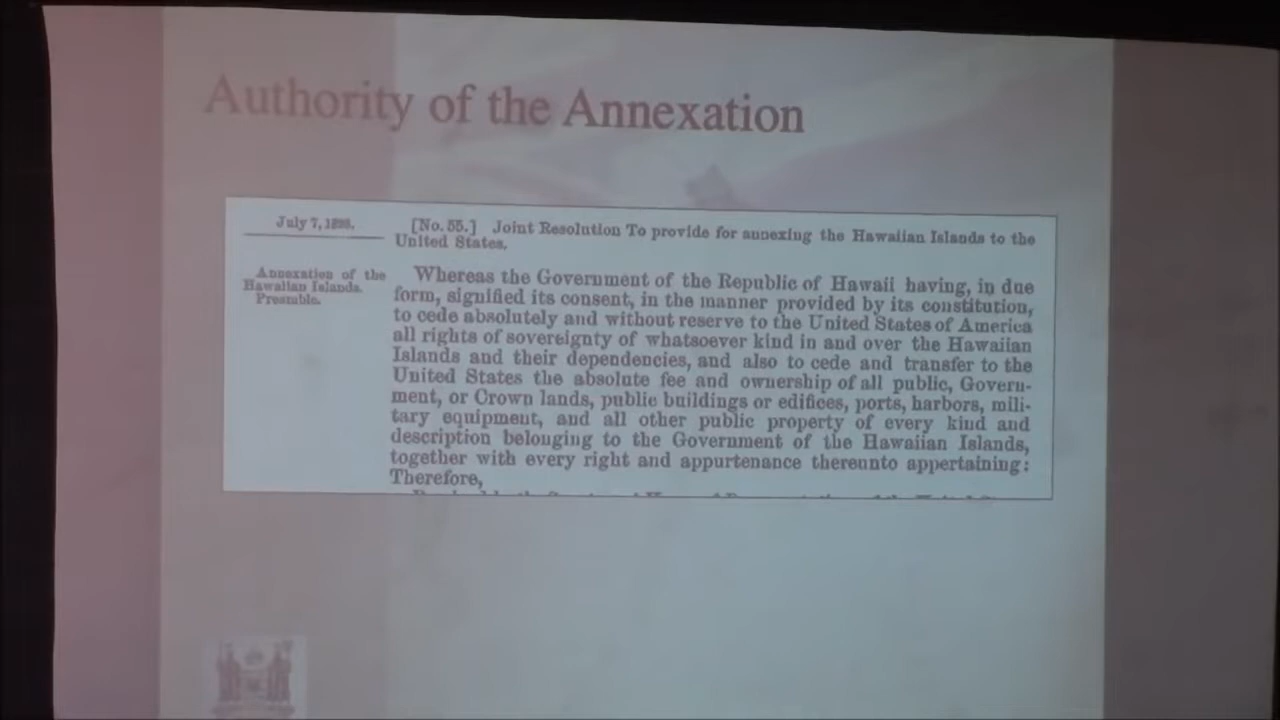 Authority of the Annexation
July 7, 1898.
[No. 55.] Joint Resolution To provide for annexing the Hawaiian Islands to the
United States.
Annexation of the
Hawaiian Islands.
Preamble.
Whereas the Government of the Republic of Hawaii having, in due
form, signified its consent, in the manner provided by its constitution,
to cede absolutely and without reserve to the United States of America
all rights of sovereignty of whatsoever kind in and over the Hawaiian
Islands and their dependencies, and also to cede and transfer to the
United States the absolute fee and ownership of all public, Govern-
ment, or Crown lands, public buildings or edifices, ports, harbors, mili-
tary equipment, and all other public property of every kind and
description belonging to the Government of the Hawaiian Islands,
together with every right and appurtenance thereunto appertaining:
Therefore,